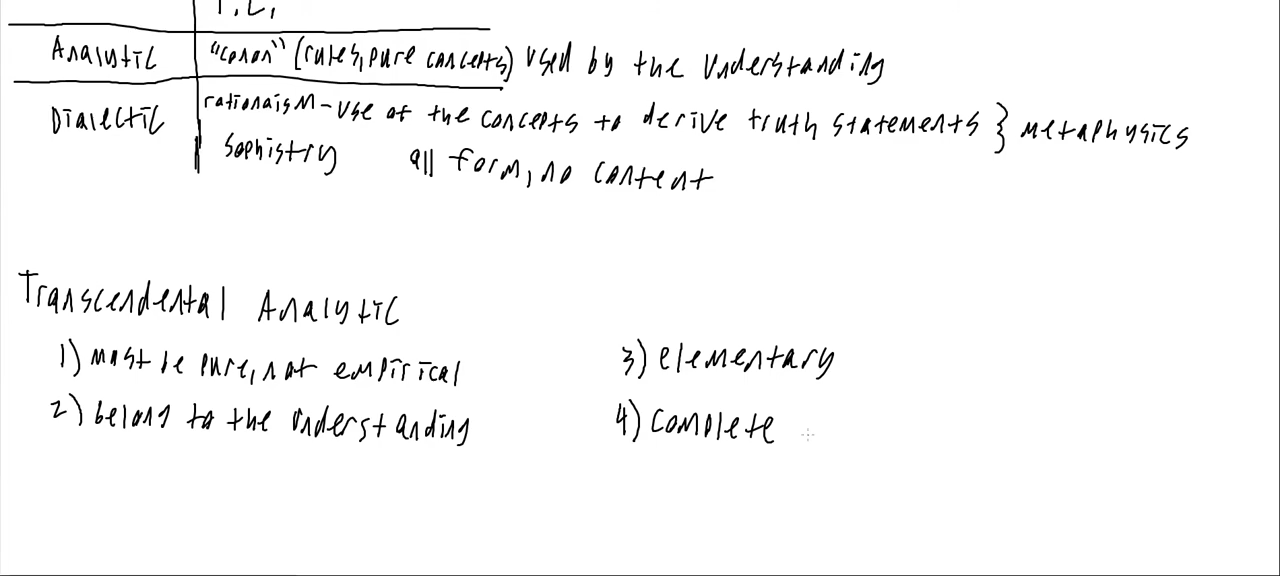 T.L,
Analytic "canon" (rules, pure concepts) used by the Understanding
Dialectic rationaism - use of the concepts to derive truth statements } metaphysics
Sophistry all form, no content
Transcendental Analytic
1) must be pure, not empirical
2) belong to the understanding
3) elementary
4) complete